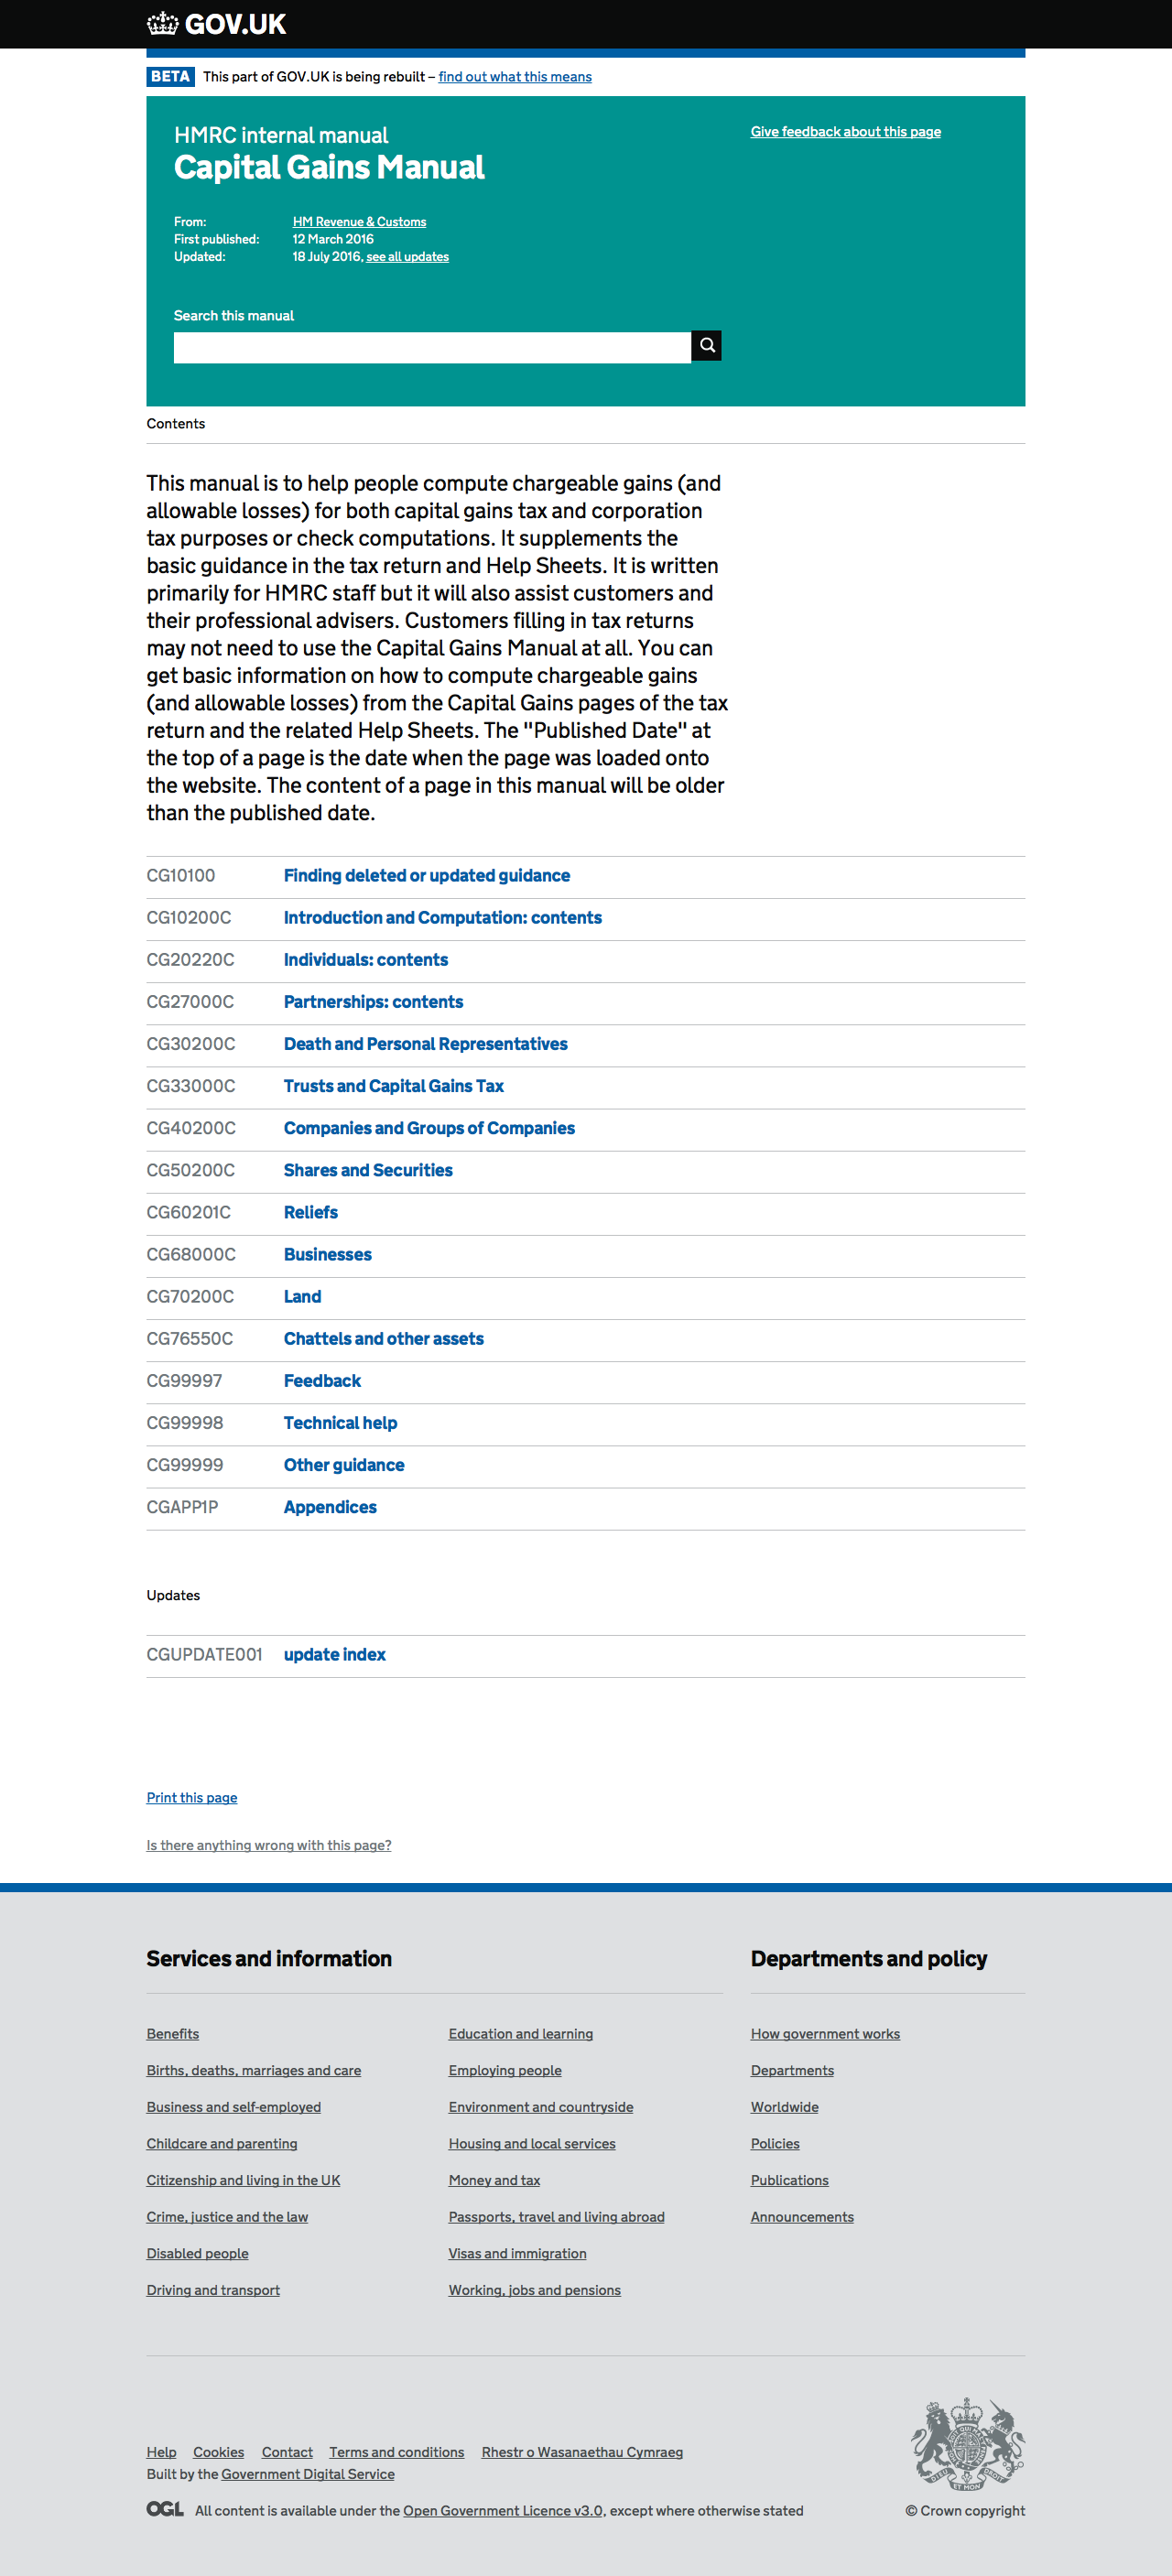 GOV.UK
BETA This part of GOV.UK is being rebuilt – find out what this means
HMRC internal manual
Capital Gains Manual
Give feedback about this page
From: HM Revenue & Customs
First published: 12 March 2016
Updated: 18 July 2016, see all updates
Search this manual
Contents
This manual is to help people compute chargeable gains (and
allowable losses) for both capital gains tax and corporation
tax purposes or check computations. It supplements the
basic guidance in the tax return and Help Sheets. It is written
primarily for HMRC staff but it will also assist customers and
their professional advisers. Customers filling in tax returns
may not need to use the Capital Gains Manual at all. You can
get basic information on how to compute chargeable gains
(and allowable losses) from the Capital Gains pages of the tax
return and the related Help Sheets. The "Published Date" at
the top of a page is the date when the page was loaded onto
the website. The content of a page in this manual will be older
than the published date.
CG10100 Finding deleted or updated guidance
CG10200C Introduction and Computation: contents
CG20220C Individuals: contents
CG27000C Partnerships: contents
CG30200C Death and Personal Representatives
CG33000C Trusts and Capital Gains Tax
CG40200C Companies and Groups of Companies
CG50200C Shares and Securities
CG60201C Reliefs
CG68000C Businesses
CG70200C Land
CG76550C Chattels and other assets
CG99997 Feedback
CG99998 Technical help
CG99999 Other guidance
CGAPP1P Appendices
Updates
CGUPDATE001 update index
Print this page
Is there anything wrong with this page?
Services and information
Benefits
Births, deaths, marriages and care
Business and self-employed
Childcare and parenting
Citizenship and living in the UK
Crime, justice and the law
Disabled people
Driving and transport
Education and learning
Employing people
Environment and countryside
Housing and local services
Money and tax
Passports, travel and living abroad
Visas and immigration
Working, jobs and pensions
Departments and policy
How government works
Departments
Worldwide
Policies
Publications
Announcements
Help Cookies Contact Terms and conditions Rhestr o Wasanaethau Cymraeg
Built by the Government Digital Service
OGL All content is available under the Open Government Licence v3.0, except where otherwise stated
DIEU ET MON DROIT
© Crown copyright